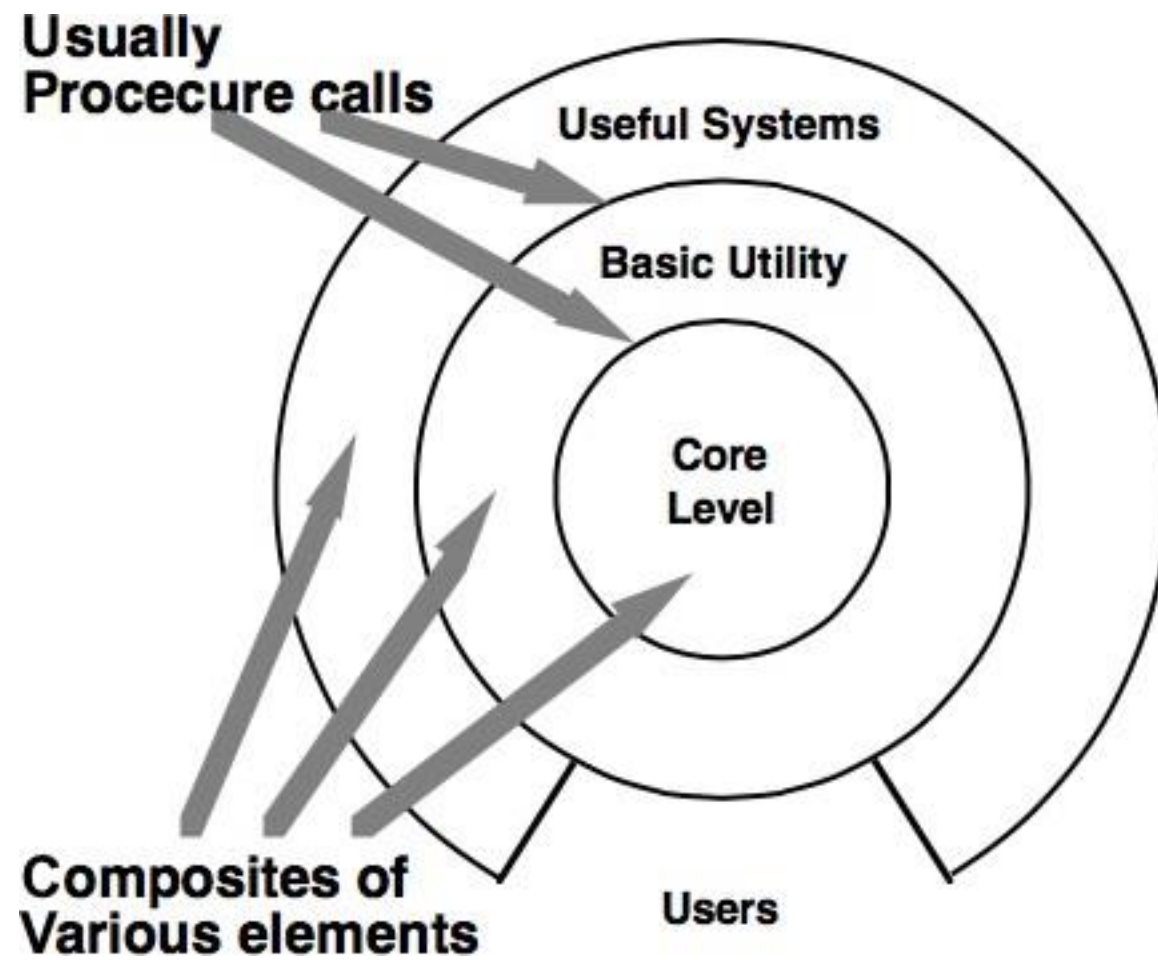 Usually
Procecure calls
Useful Systems
Basic Utility
Core
Level
Composites of
Various elements
Users